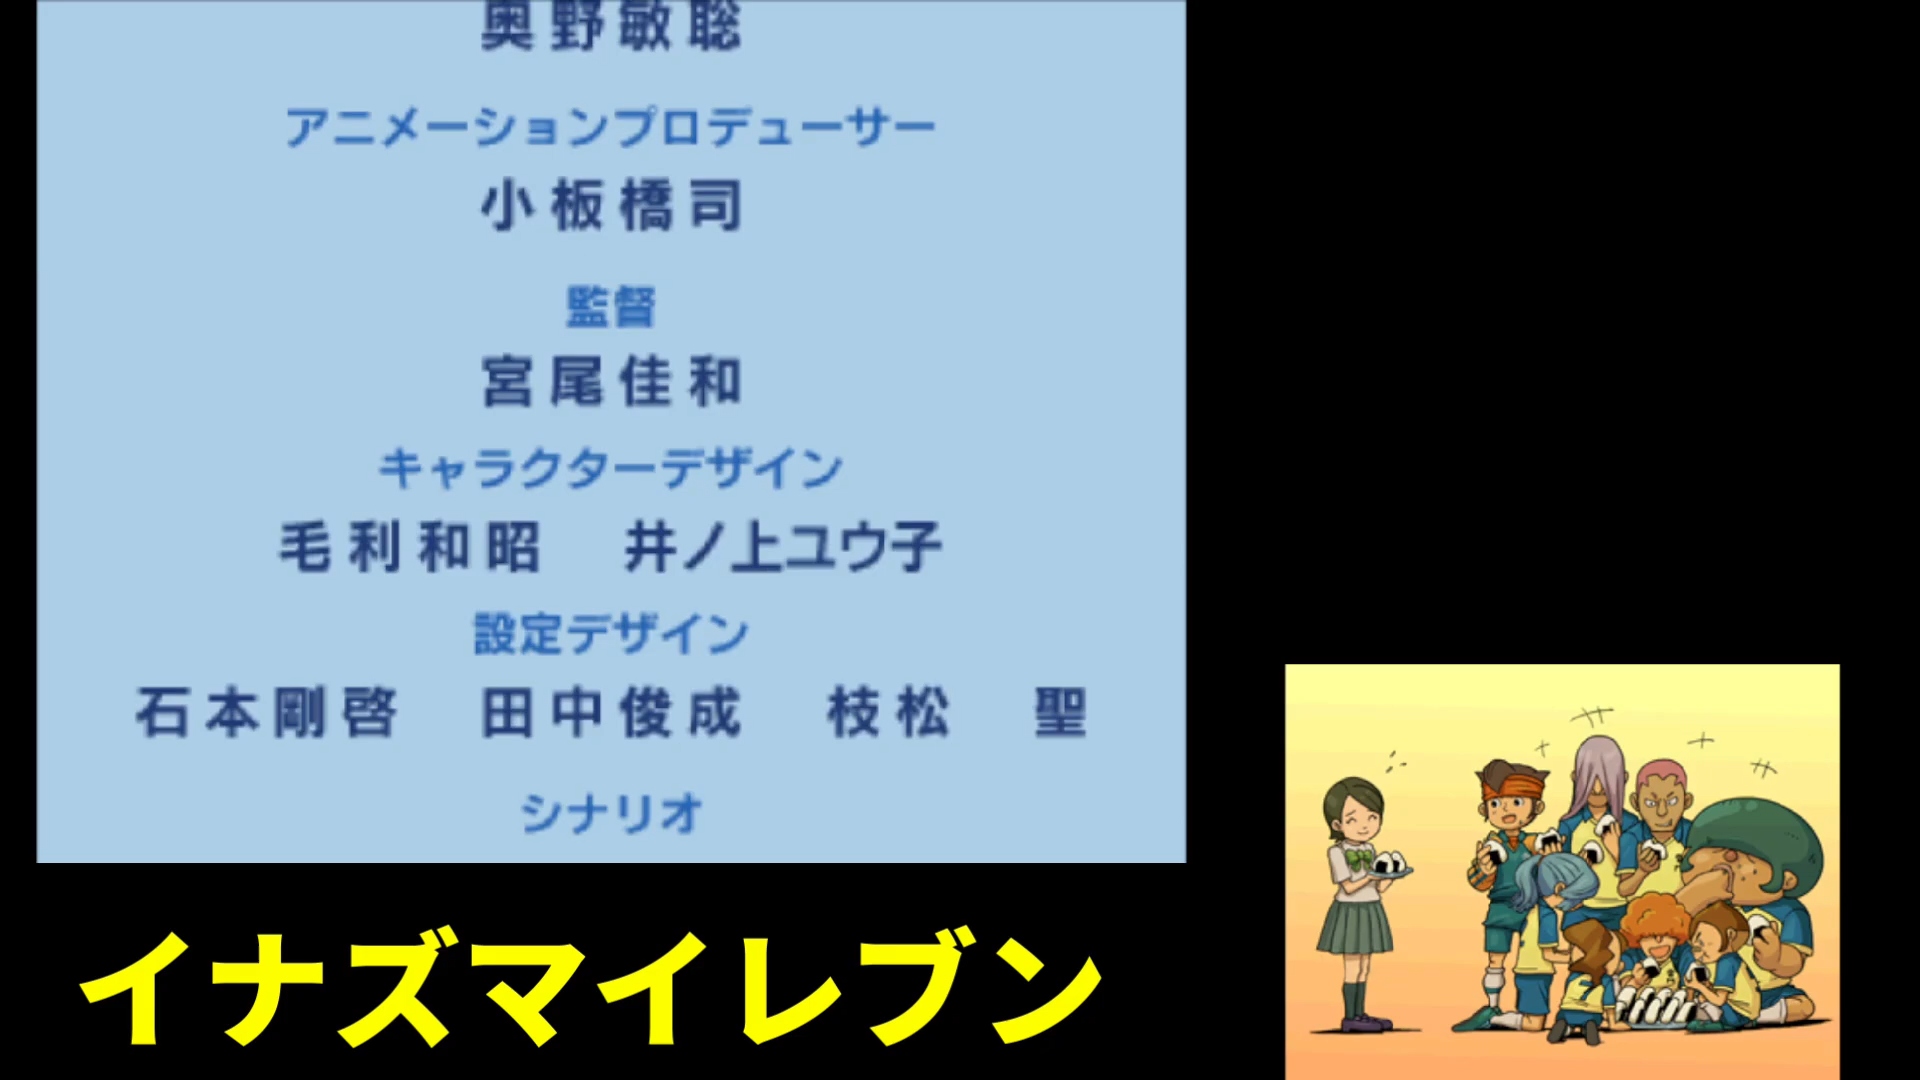 奥野敏聡
アニメーションプロデューサー
小板橋司
監督
宮尾佳和
キャラクターデザイン
毛利和昭　井ノ上ユウ子
設定デザイン
石本剛啓　田中俊成　枝松　聖
シナリオ
イナズマイレブン